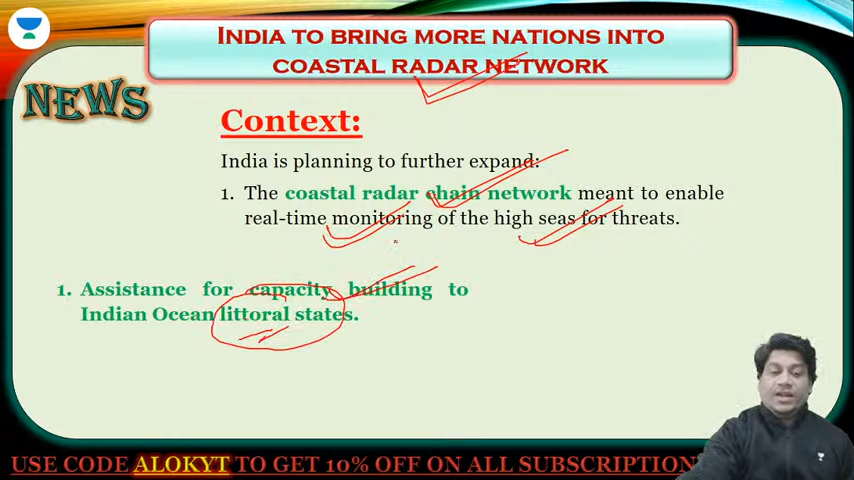 INDIA TO BRING MORE NATIONS INTO
COASTAL RADAR NETWORK
NEWS
Context:
India is planning to further expand:
1. The coastal radar chain network meant to enable
real-time monitoring of the high seas for threats.
1. Assistance for capacity building to
Indian Ocean littoral states.
USE CODE ALOKYT TO GET 10% OFF ON ALL SUBSCRIPTION